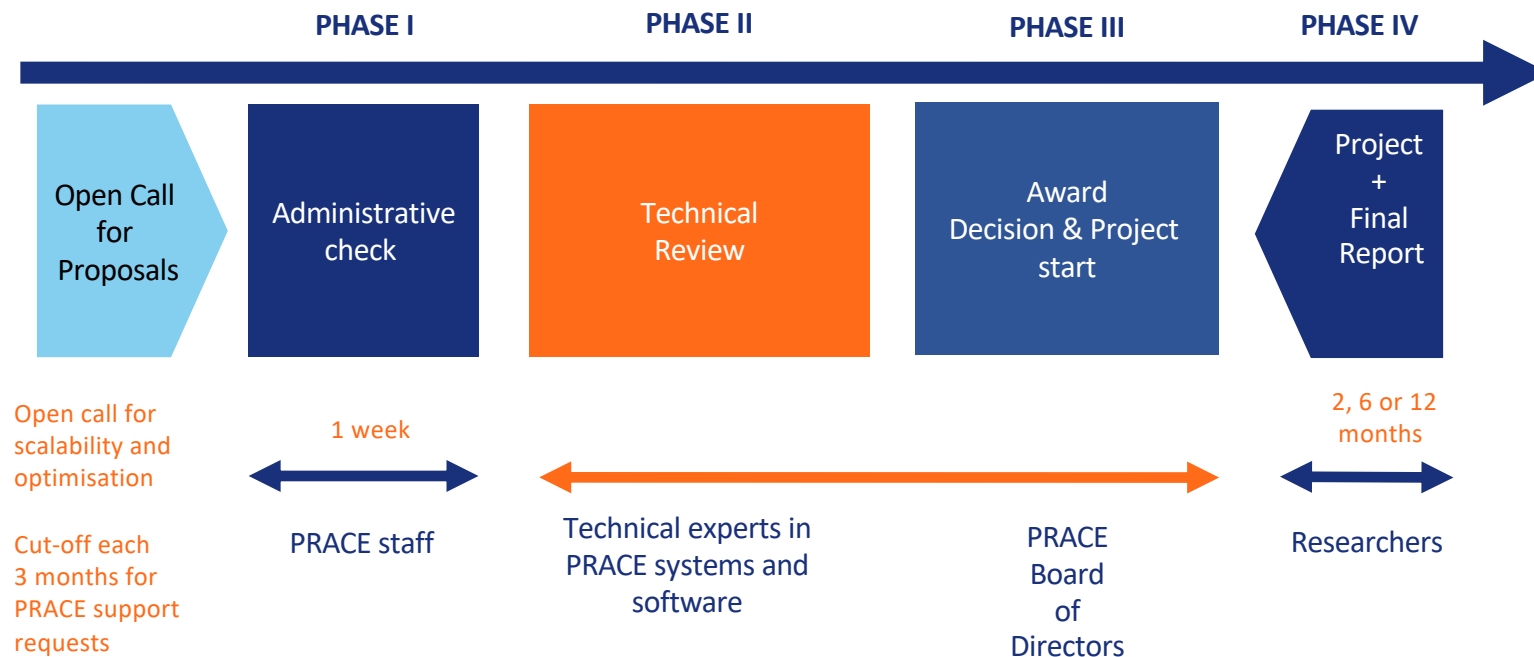 PHASE I
PHASE II
PHASE III
PHASE IV
Open Call
for
Proposals
Administrative
check
Technical
Review
Award
Decision & Project
start
Project
+
Final
Report
Open call for
scalability and
optimisation
Cut-off each
3 months for
PRACE support
requests
1 week
PRACE staff
Technical experts in
PRACE systems and
software
PRACE
Board
of
Directors
2, 6 or 12
months
Researchers